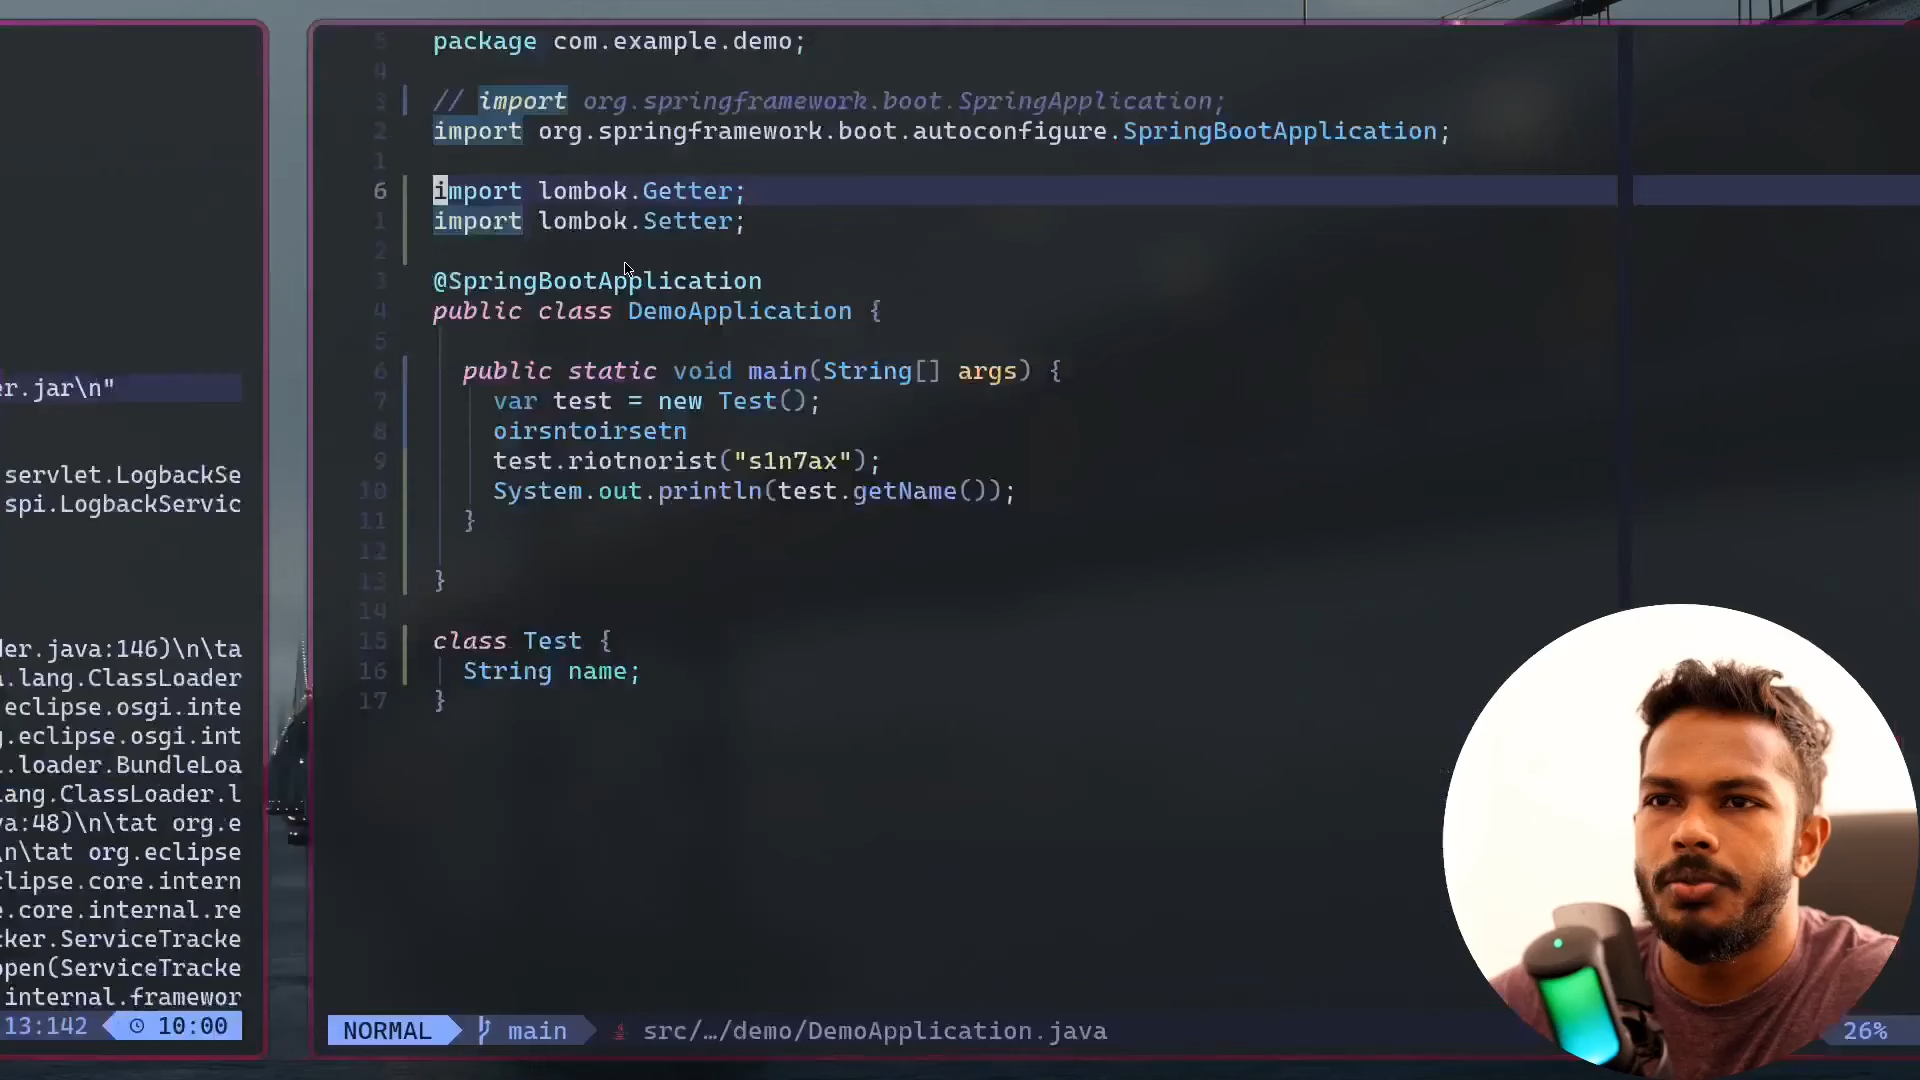 er.jar\n"
servlet.LogbackSe
spi.LogbackServic
der.java:146)\n\ta
.lang.ClassLoader
eclipse.osgi.inte
g.eclipse.osgi.int
.loader.BundleLoa
lang.ClassLoader.l
va:48)\n\tat org.e
\n\tat org.eclipse
clipse.core.intern
e.core.internal.re
cker.ServiceTracke
open(ServiceTracke
internal.framewor
13:142 10:00
5 package com.example.demo;
4
3 // import org.springframework.boot.SpringApplication;
2 import org.springframework.boot.autoconfigure.SpringBootApplication;
1
6 import lombok.Getter;
1 import lombok.Setter;
2
3 @SpringBootApplication
4 public class DemoApplication {
5
6 public static void main(String[] args) {
7 var test = new Test();
8 oirsntoirsetn
9 test.riotnorist("s1n7ax");
10 System.out.println(test.getName());
11 }
12
13 }
14
15 class Test {
16 String name;
17 }
NORMAL main src/…/demo/DemoApplication.java 26%